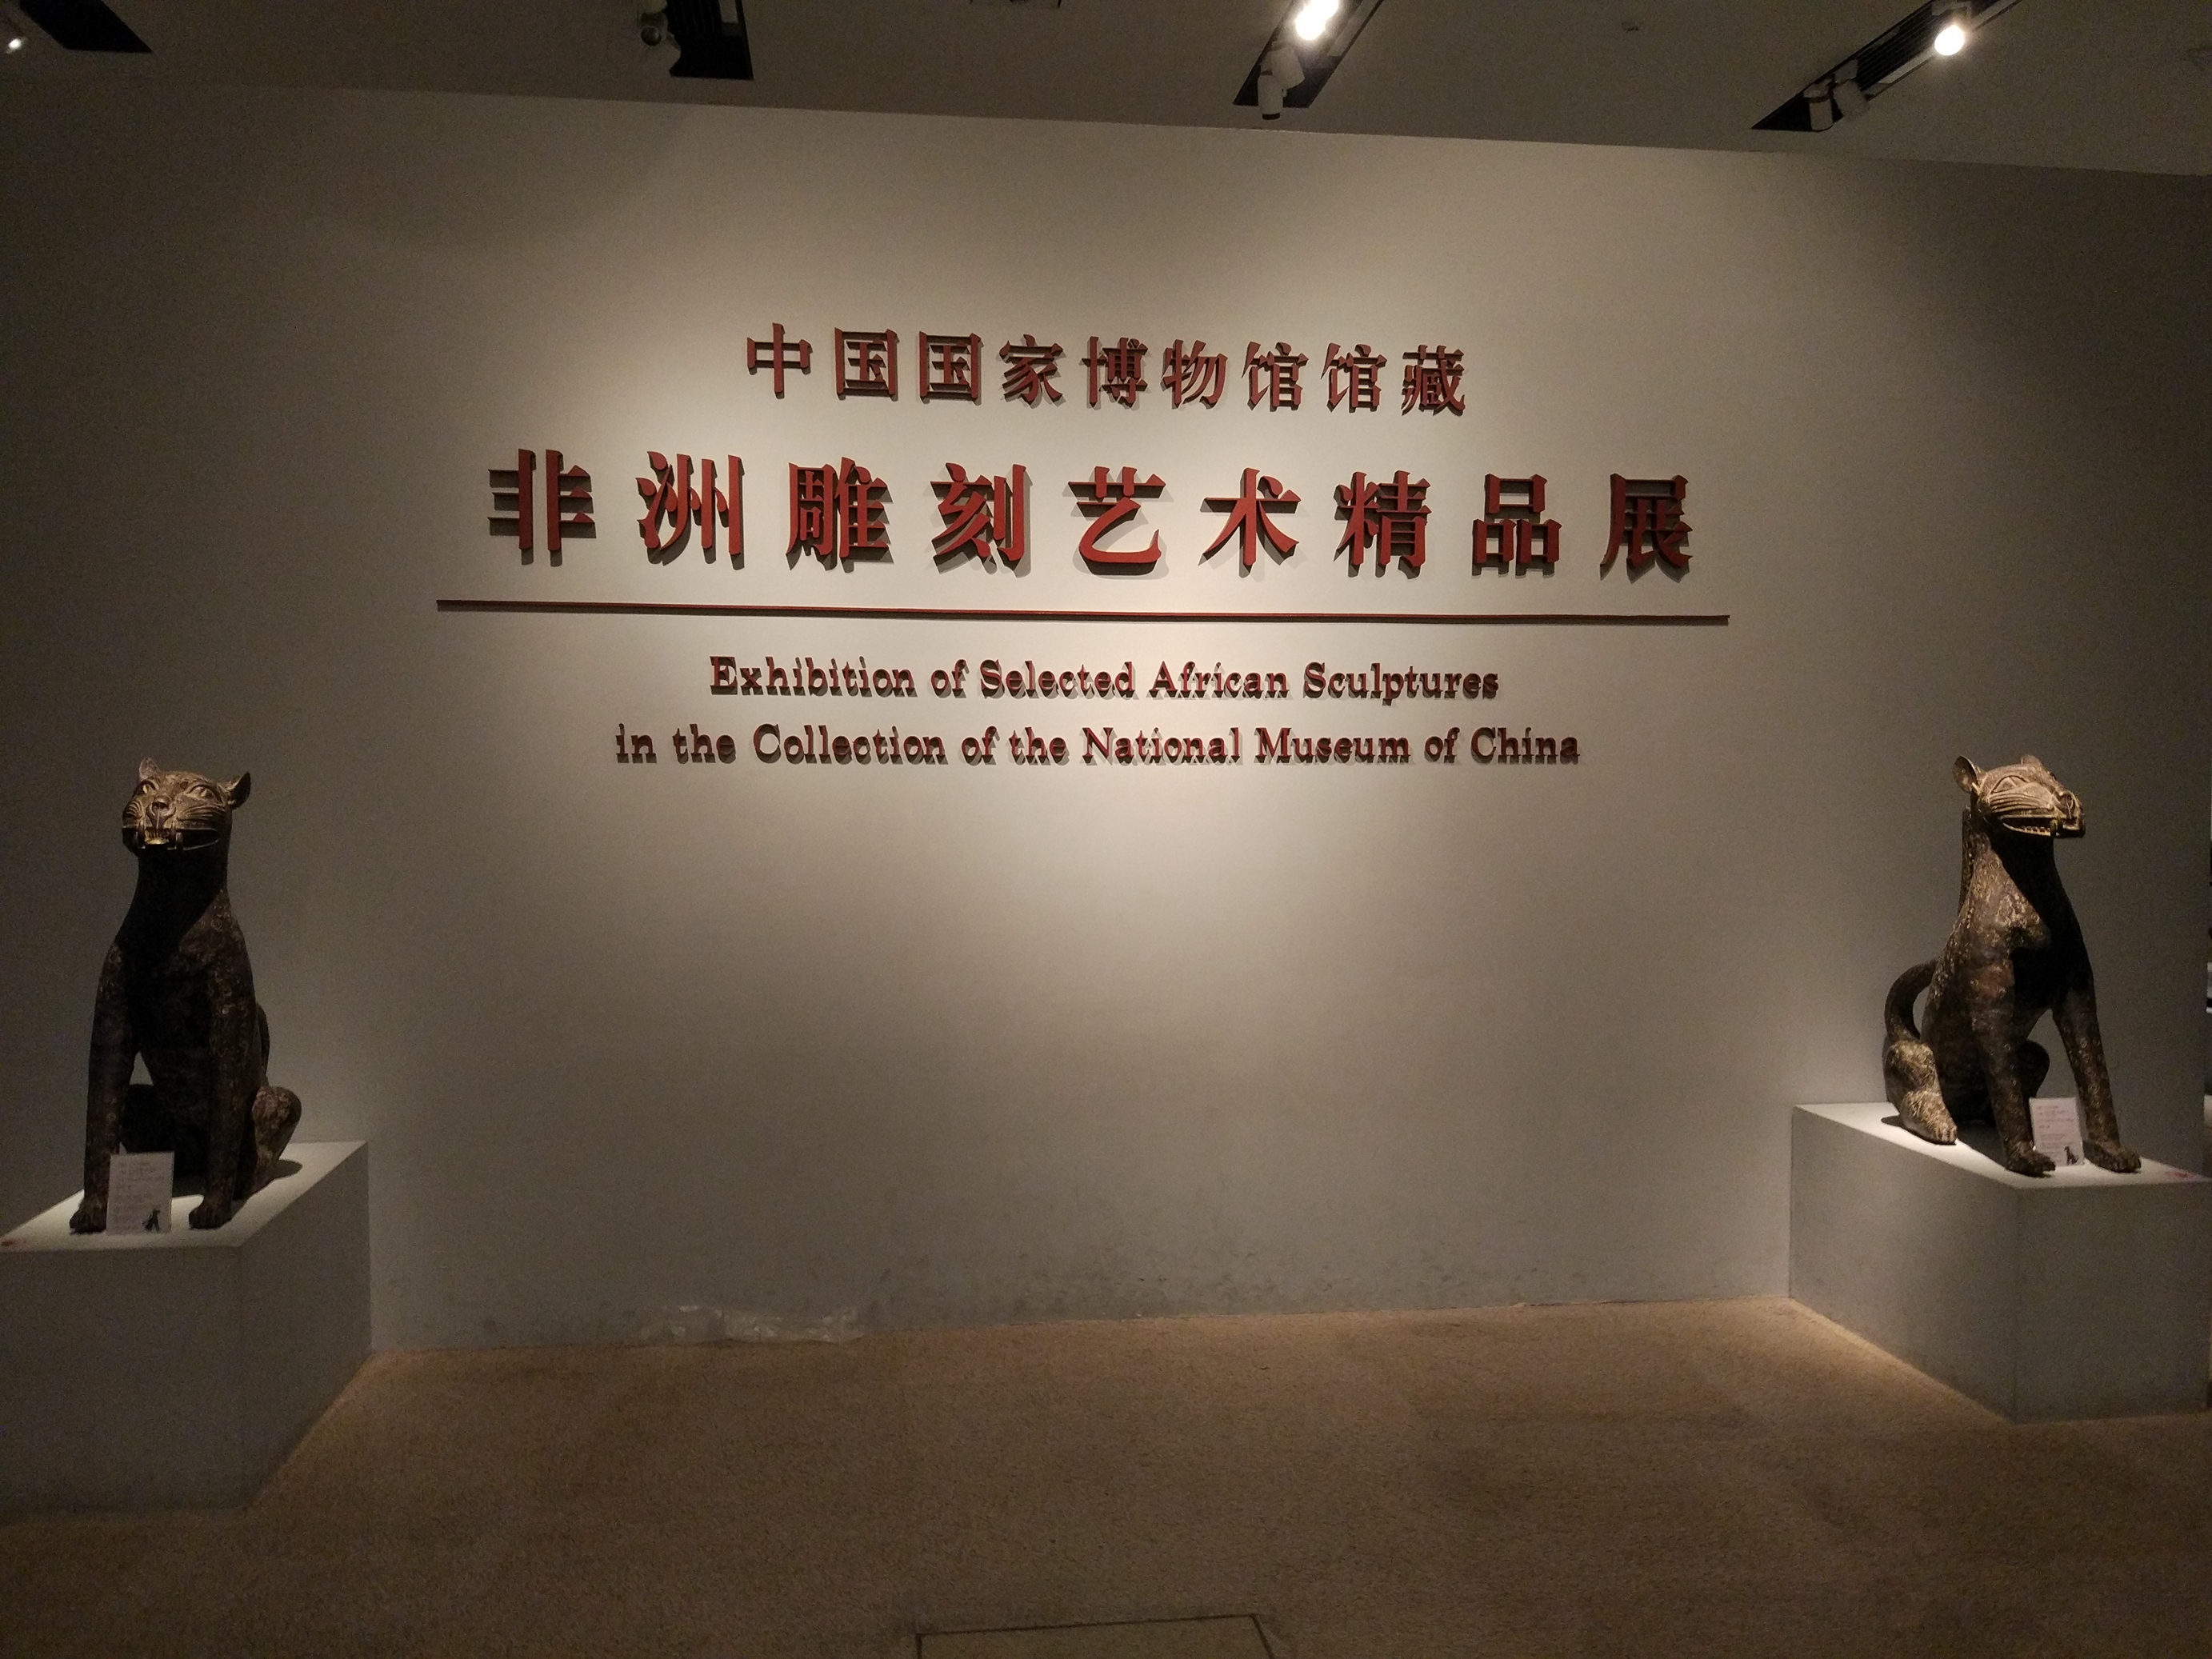 中国国家博物馆馆藏
非洲雕刻艺术精品展
Exhibition of Selected African Sculptures
in the Collection of the National Museum of China